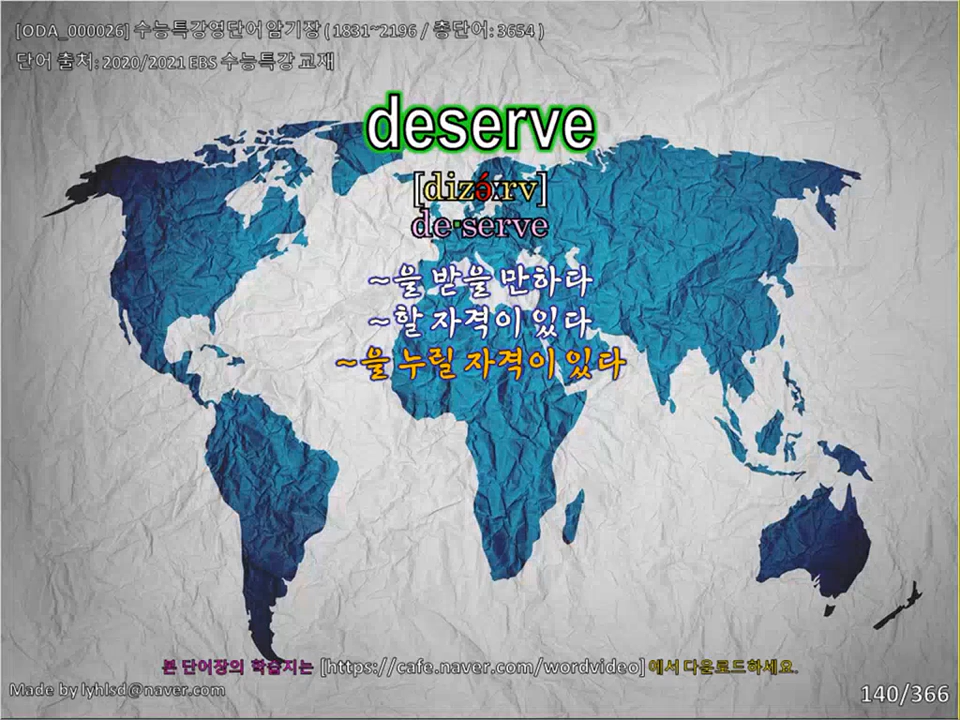 [ODA_000026] 수능특강영단어 암기장 ( 1831~2196 / 총단어: 3654 )
단어 출처: 2020/2021 EBS 수능특강 교재
deserve
[dizə́ːrv]
de·serve
~을 받을 만하다
~할 자격이 있다
~을 누릴 자격이 있다
본 단어장의 학습지는 [https://cafe.naver.com/wordvideo] 에서 다운로드하세요.
Made by lyhlsd@naver.com
140/366